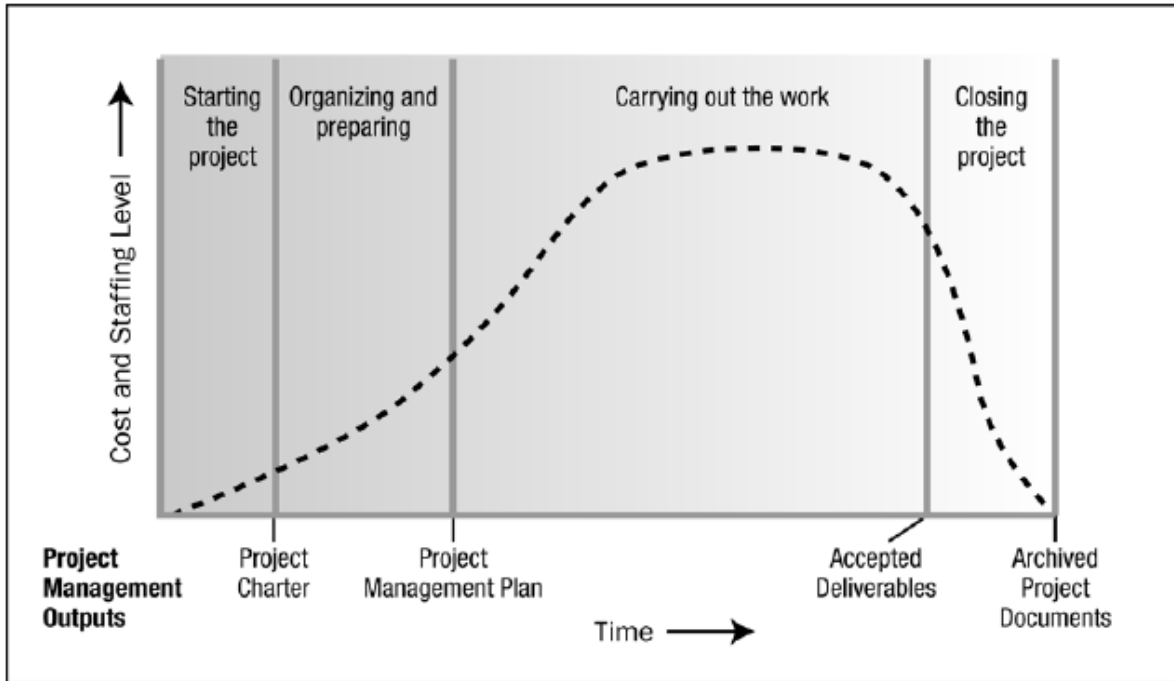 Starting
the
project
Organizing and
preparing
Carrying out the work
Closing
the
project
Cost and Staffing Level
Project
Management
Outputs
Project
Charter
Project
Management Plan
Accepted
Deliverables
Archived
Project
Documents
Time